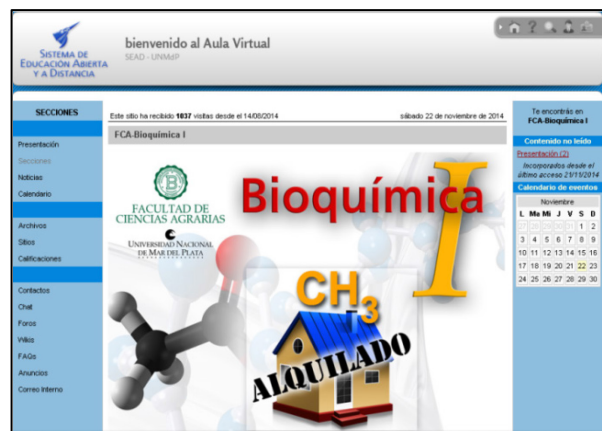 SISTEMA DE
EDUCACIÓN ABIERTA
Y A DISTANCIA
bienvenido al Aula Virtual
SEAD - UNMdP
SECCIONES
Presentación
Secciones
Noticias
Calendario
Archivos
Sitios
Calificaciones
Contactos
Chat
Foros
Wikis
FAQs
Anuncios
Correo Interno
Este sitio ha recibido 1037 visitas desde el 14/08/2014
sábado 22 de noviembre de 2014
FCA-Bioquímica I
FACULTAD DE
CIENCIAS AGRARIAS
UNIVERSIDAD NACIONAL
DE MAR DEL PLATA
Bioquímica
I
CH3
ALQUILADO
Te encontrás en
FCA-Bioquímica I
Contenido no leído
Presentación (2)
Incorporados desde el
último acceso 21/11/2014
Calendario de eventos
Noviembre
L Ma Mi J V S D
1 2
3 4 5 6 7 8 9
10 11 12 13 14 15 16
17 18 19 20 21 22 23
24 25 26 27 28 29 30